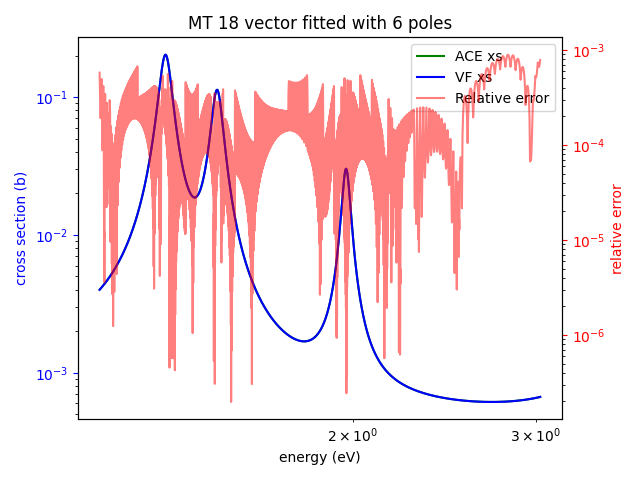 MT 18 vector fitted with 6 poles
ACE xs
VF xs
Relative error
cross section (b)
10⁻¹
10⁻²
10⁻³
relative error
10⁻³
10⁻⁴
10⁻⁵
10⁻⁶
2 × 10⁰
3 × 10⁰
energy (eV)